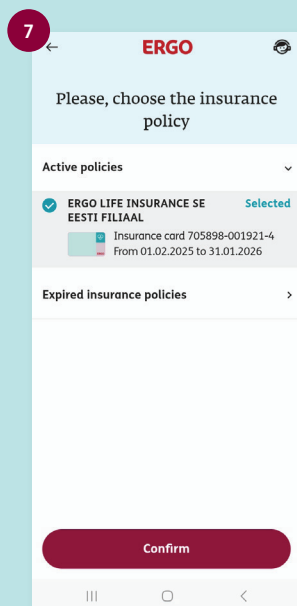 7
ERGO
Please, choose the insurance
policy
Active policies
ERGO LIFE INSURANCE SE
EESTI FILIAAL
Selected
Insurance card 705898-001921-4
From 01.02.2025 to 31.01.2026
Expired insurance policies
Confirm